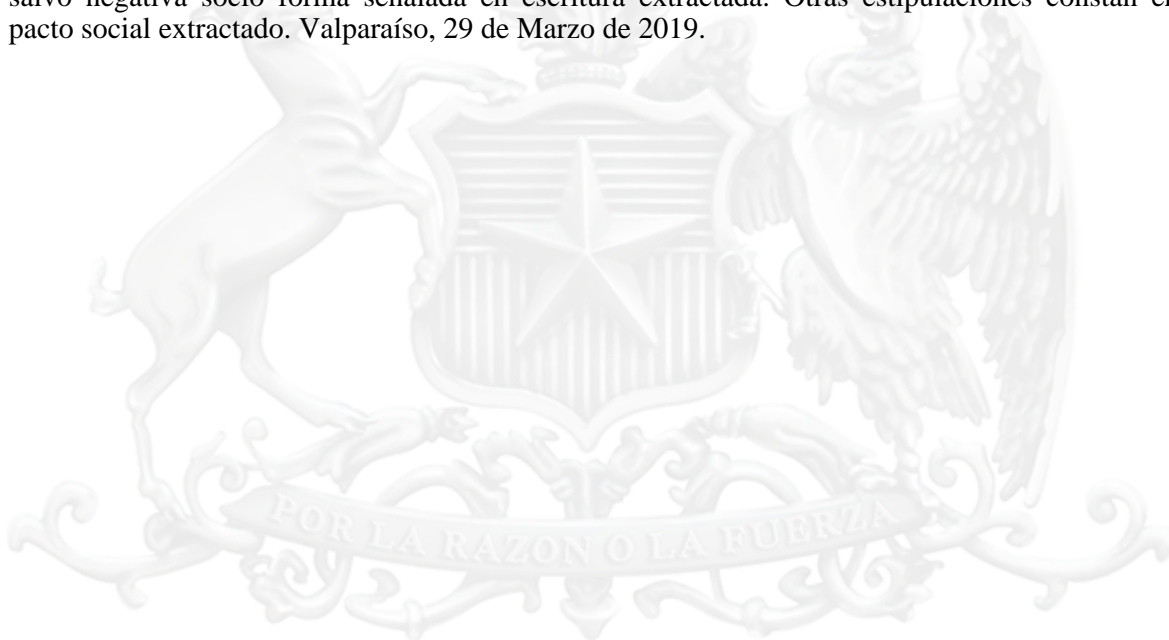 salvo negativa socio forma señalada en escritura extractada. Otras estipulaciones constan en
pacto social extractado. Valparaíso, 29 de Marzo de 2019.
POR LA RAZON O LA FUERZA